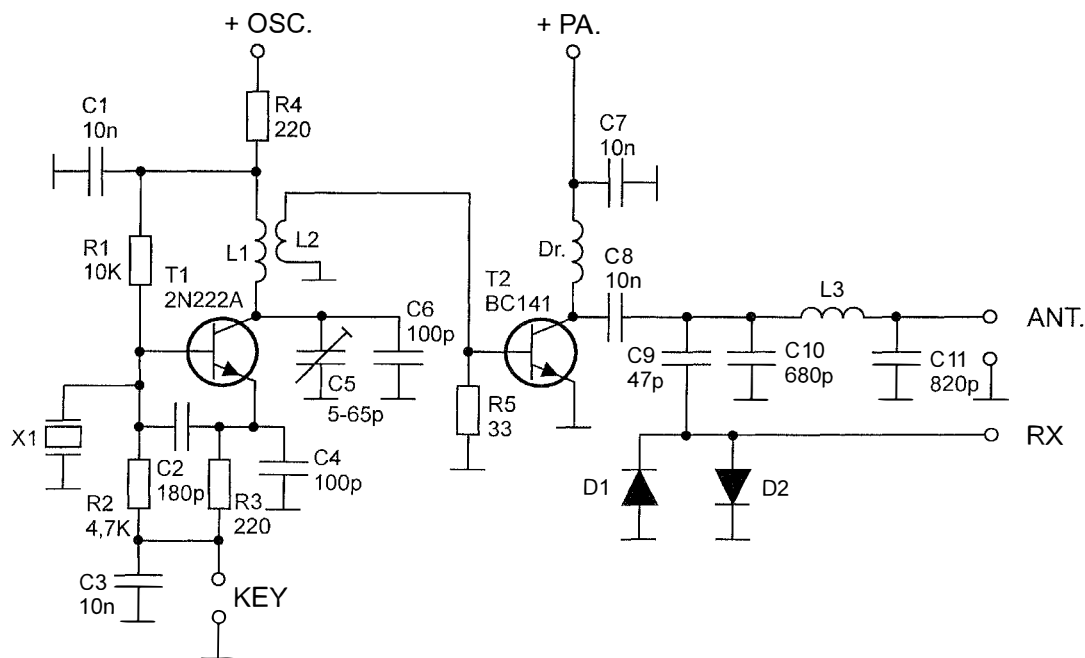 + OSC.
+ PA.
C1
10n
R4
220
C7
10n
R1
10K
L1
L2
Dr.
C8
10n
T1
2N222A
T2
BC141
L3
C6
100p
ANT.
C5
5-65p
C9
47p
C10
680p
C11
820p
R5
33
X1
RX
C2
180p
C4
100p
R2
4,7K
R3
220
D1
D2
C3
10n
KEY